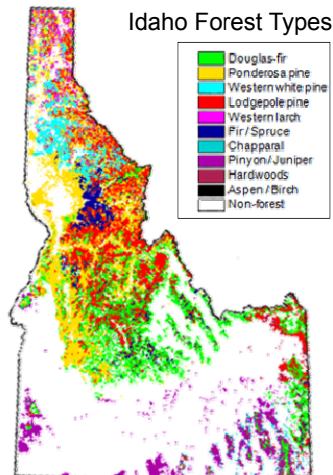 Idaho Forest Types
Douglas-fir
Ponderosa pine
Western white pine
Lodgepole pine
Western larch
Fir / Spruce
Chapparal
Pinyon / Juniper
Hardwoods
Aspen / Birch
Non-forest